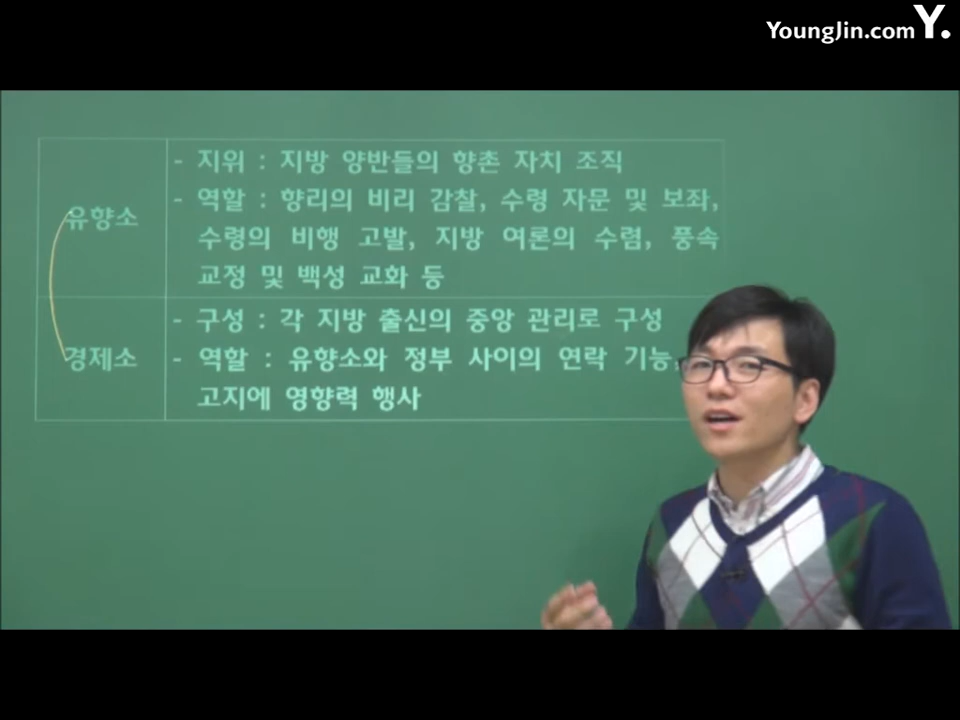 YoungJin.com Y.
유향소
- 지위 : 지방 양반들의 향촌 자치 조직
- 역할 : 향리의 비리 감찰, 수령 자문 및 보좌,
수령의 비행 고발, 지방 여론의 수렴, 풍속
교정 및 백성 교화 등
경제소
- 구성 : 각 지방 출신의 중앙 관리로 구성
- 역할 : 유향소와 정부 사이의 연락 기능,
고지에 영향력 행사